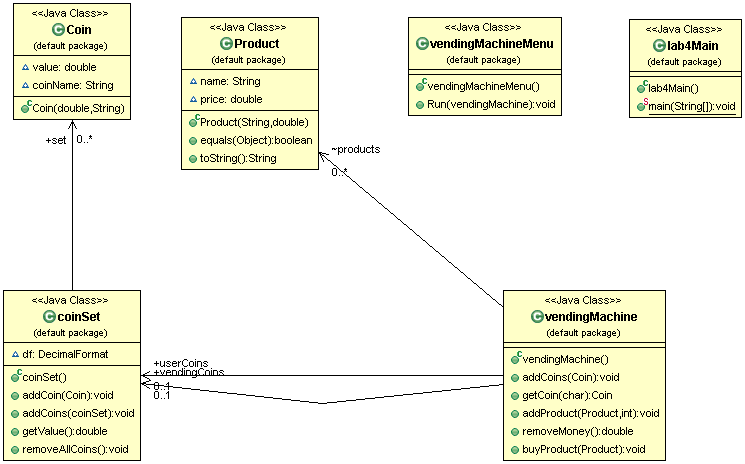 <<Java Class>>
C Coin
(default package)
value: double
coinName: String
C Coin(double,String)
<<Java Class>>
C Product
(default package)
name: String
price: double
C Product(String,double)
equals(Object):boolean
toString():String
<<Java Class>>
C vendingMachineMenu
(default package)
C vendingMachineMenu()
Run(vendingMachine):void
<<Java Class>>
C lab4Main
(default package)
C lab4Main()
S main(String[]):void
+set 0..*
~products
0..*
<<Java Class>>
C coinSet
(default package)
df: DecimalFormat
C coinSet()
addCoin(Coin):void
addCoins(coinSet):void
getValue():double
removeAllCoins():void
+userCoins
+vendingCoins
0..1
0..1
<<Java Class>>
C vendingMachine
(default package)
C vendingMachine()
addCoins(Coin):void
getCoin(char):Coin
addProduct(Product,int):void
removeMoney():double
buyProduct(Product):void